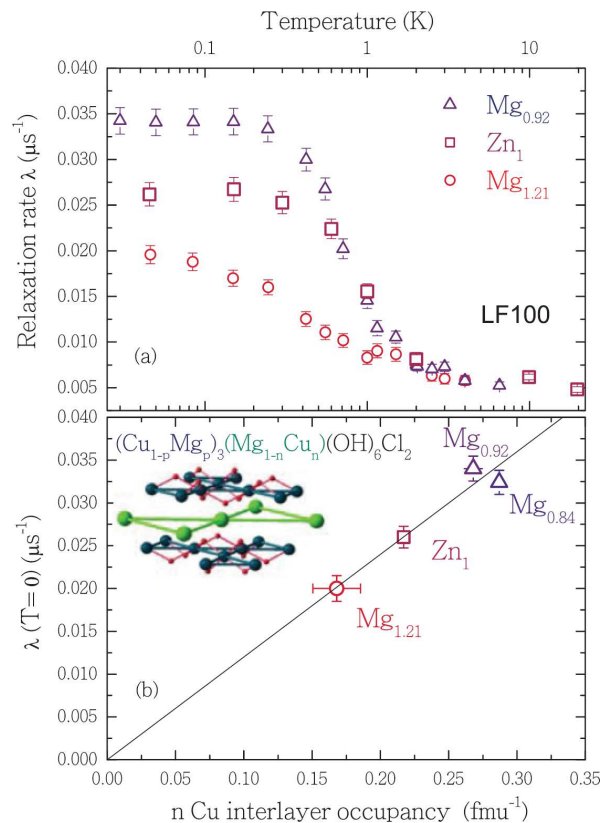 Temperature (K)
0.1 1 10
0.040
0.035
0.030
0.025
0.020
0.015
0.010
0.005
Relaxation rate λ (μs⁻¹)
Mg₀.₉₂
Zn₁
Mg₁.₂₁
LF100
(a)
0.040
0.035
0.030
0.025
0.020
0.015
0.010
0.005
0.000
λ (T=0) (μs⁻¹)
(Cu₁₋ₚMgₚ)₃(Mg₁₋ₙCuₙ)(OH)₆Cl₂
Mg₀.₉₂
Mg₀.₈₄
Zn₁
Mg₁.₂₁
(b)
0.00 0.05 0.10 0.15 0.20 0.25 0.30 0.35
n Cu interlayer occupancy (fmu⁻¹)